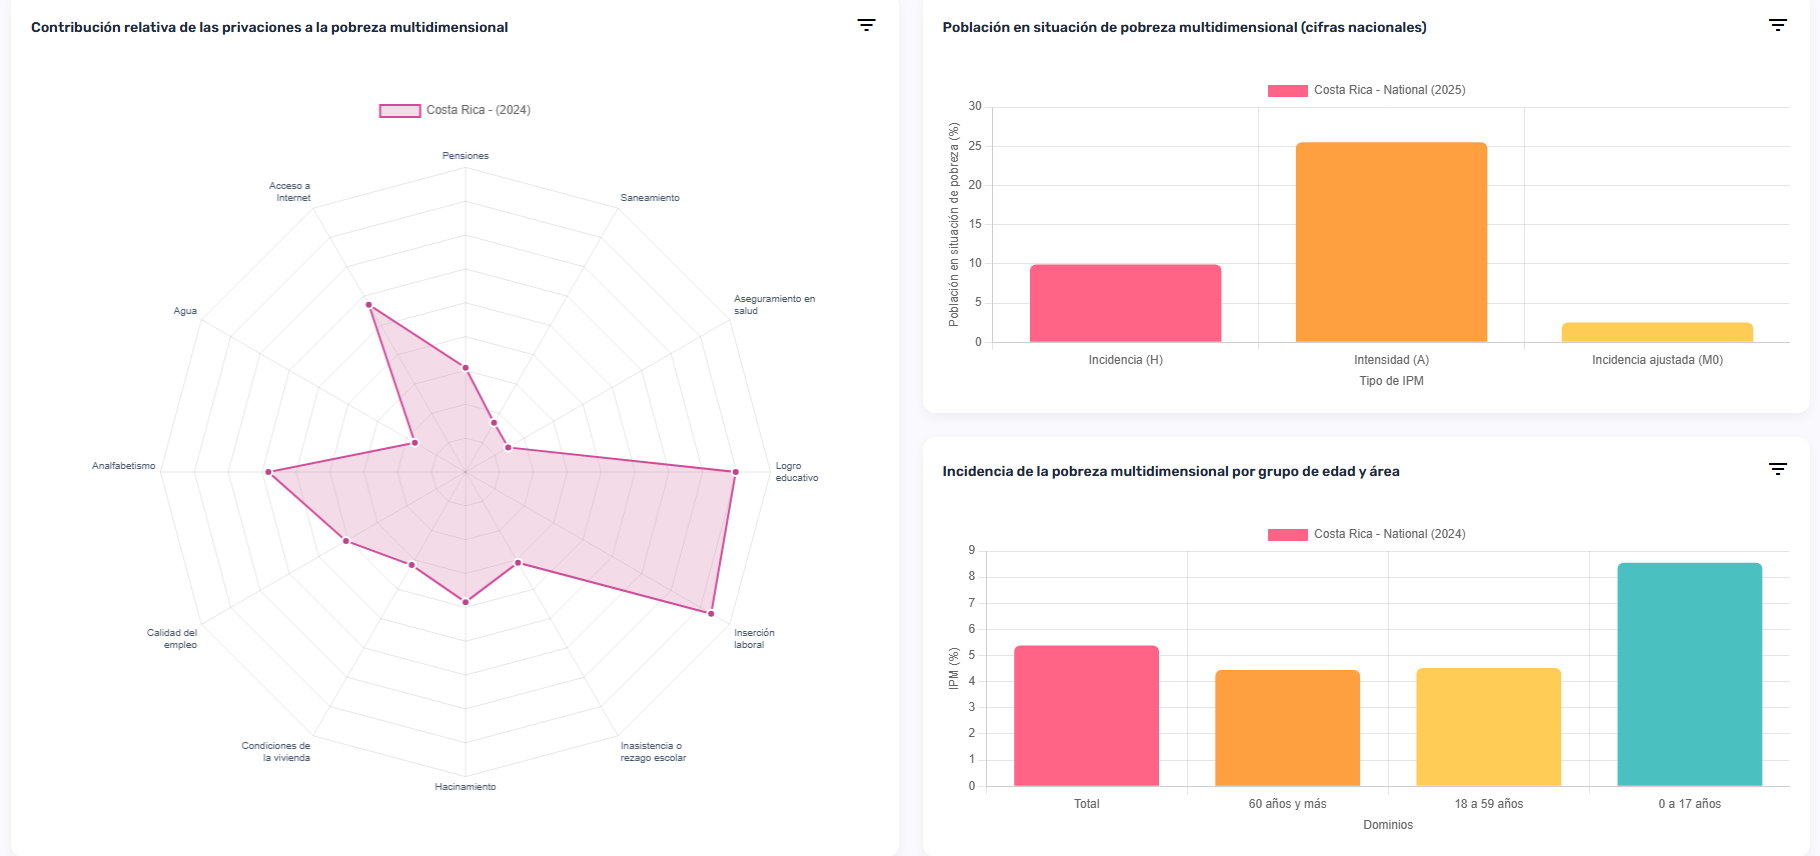 Contribución relativa de las privaciones a la pobreza multidimensional
Costa Rica - (2024)
Pensiones
Saneamiento
Aseguramiento en
salud
Logro
educativo
Inserción
laboral
Inasistencia o
rezago escolar
Hacinamiento
Condiciones de
la vivienda
Calidad del
empleo
Analfabetismo
Agua
Acceso a
Internet
Población en situación de pobreza multidimensional (cifras nacionales)
Costa Rica - National (2025)
Población en situación de pobreza (%)
30
25
20
15
10
5
0
Incidencia (H)
Intensidad (A)
Incidencia ajustada (M0)
Tipo de IPM
Incidencia de la pobreza multidimensional por grupo de edad y área
Costa Rica - National (2024)
IPM (%)
9
8
7
6
5
4
3
2
1
0
Total
60 años y más
18 a 59 años
0 a 17 años
Dominios